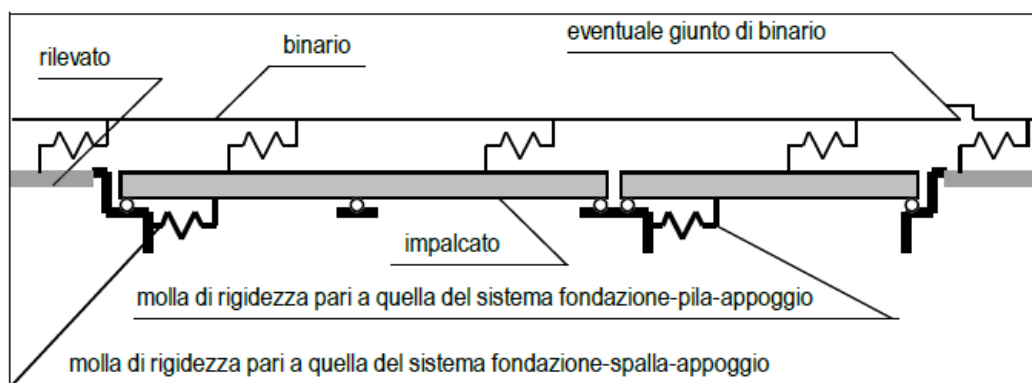 eventuale giunto di binario
binario
rilevato
impalcato
molla di rigidezza pari a quella del sistema fondazione-pila-appoggio
molla di rigidezza pari a quella del sistema fondazione-spalla-appoggio